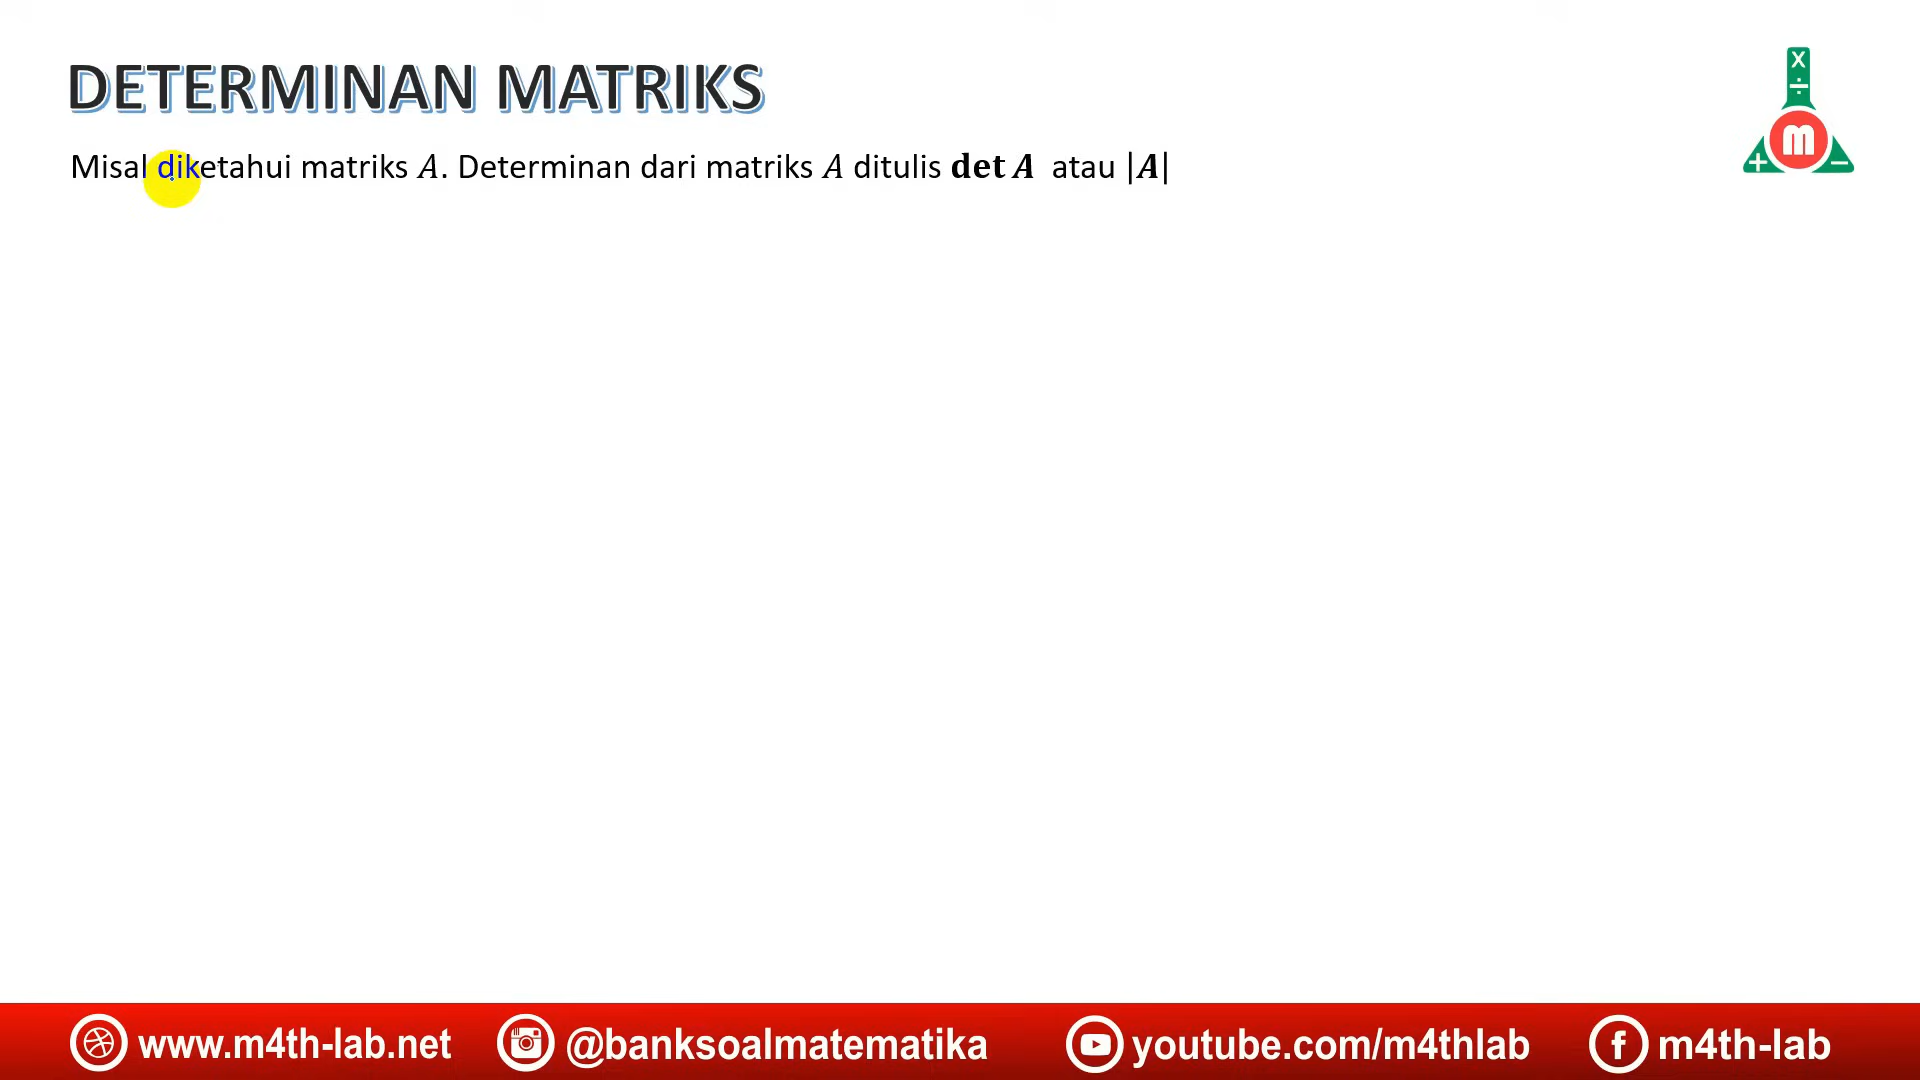 DETERMINAN MATRIKS
Misal diketahui matriks A. Determinan dari matriks A ditulis det A atau |A|
X
÷
m
+ −
www.m4th-lab.net @banksoalmatematika youtube.com/m4thlab f m4th-lab